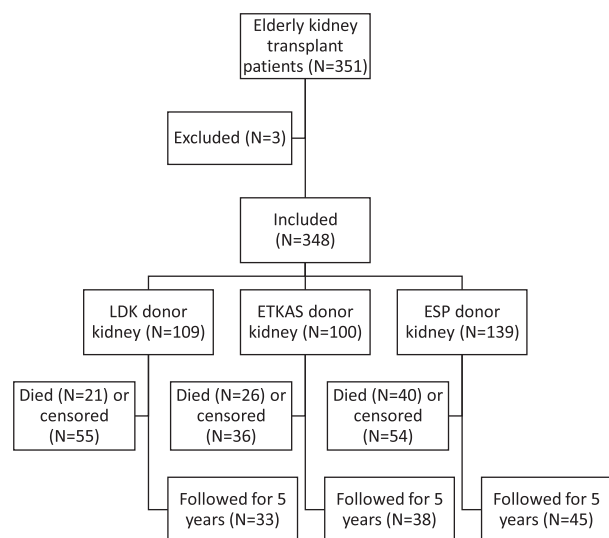 Elderly kidney
transplant
patients (N=351)
Excluded (N=3)
Included
(N=348)
LDK donor
kidney (N=109)
ETKAS donor
kidney (N=100)
ESP donor
kidney (N=139)
Died (N=21) or
censored
(N=55)
Died (N=26) or
censored
(N=36)
Died (N=40) or
censored
(N=54)
Followed for 5
years (N=33)
Followed for 5
years (N=38)
Followed for 5
years (N=45)